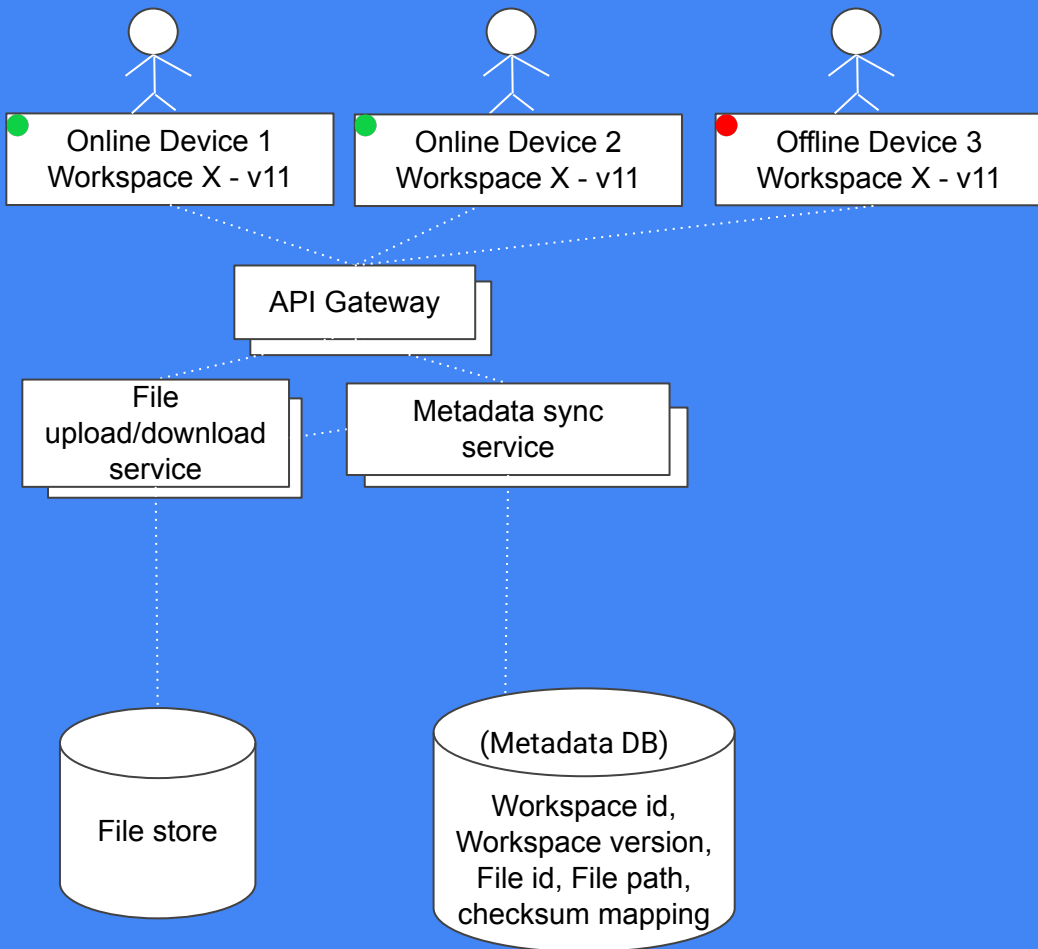 Online Device 1
Workspace X - v11
Online Device 2
Workspace X - v11
Offline Device 3
Workspace X - v11
API Gateway
File
upload/download
service
Metadata sync
service
File store
(Metadata DB)
Workspace id,
Workspace version,
File id, File path,
checksum mapping